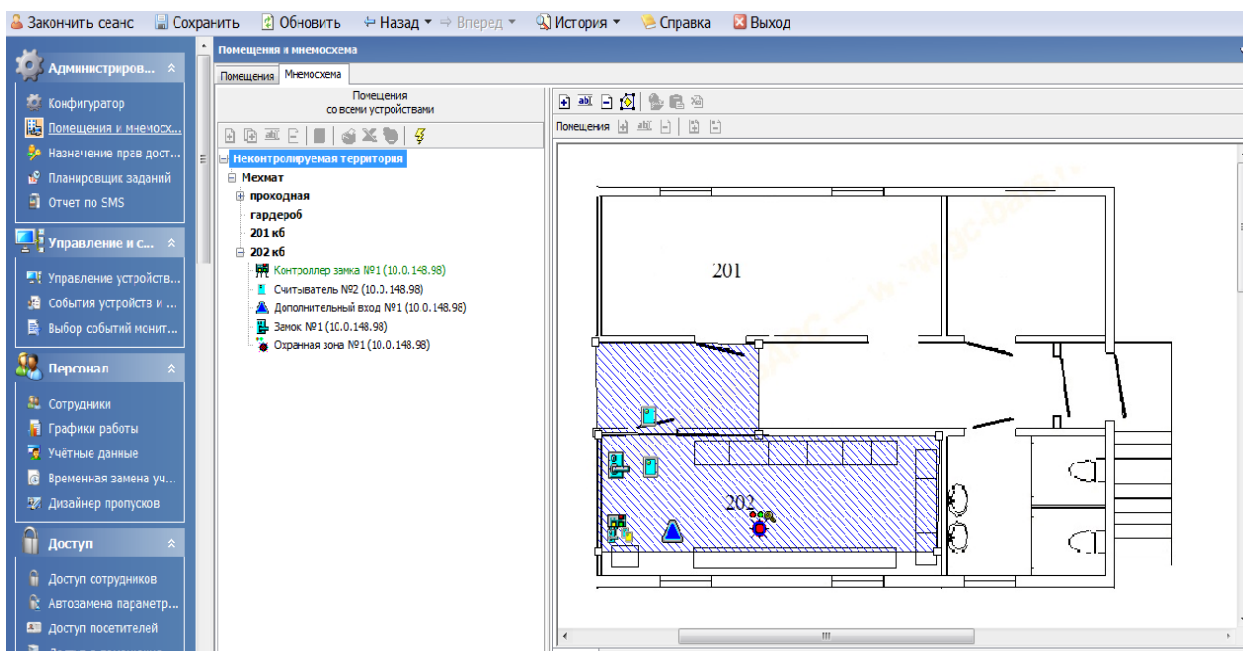 Закончить сеанс Сохранить Обновить Назад Вперед История Справка Выход
Помещения и мнемосхема
Администриров...
Конфигуратор
Помещения и мнемосх...
Назначение прав дост...
Планировщик заданий
Отчет по SMS
Управление и с...
Управление устройств...
События устройств и ...
Выбор событий монит...
Персонал
Сотрудники
Графики работы
Учётные данные
Временная замена уч...
Дизайнер пропусков
Доступ
Доступ сотрудников
Автозамена параметр...
Доступ посетителей
Помещения Мнемосхема
Помещения
со всеми устройствами
Неконтролируемая территория
Мехмат
проходная
гардероб
201 кб
202 кб
Контроллер замка №1 (10.0.148.98)
Считыватель №2 (10.0.148.98)
Дополнительный вход №1 (10.0.148.98)
Замок №1 (10.0.148.98)
Охранная зона №1 (10.0.148.98)
Помещения
201
202